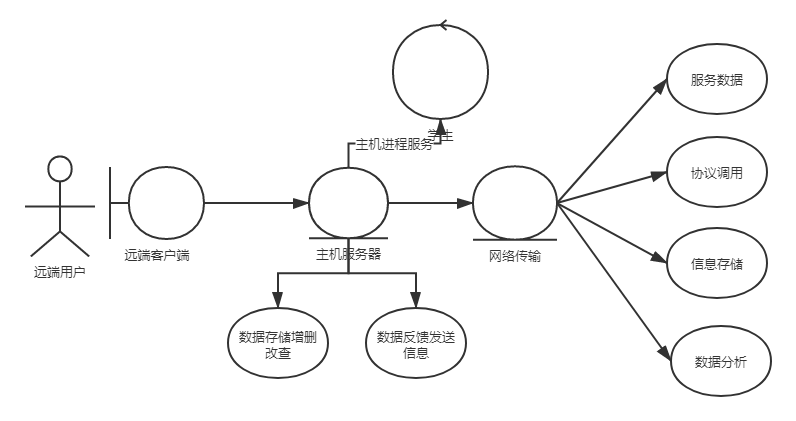 学生
主机进程服务
服务数据
协议调用
远端用户
远端客户端
主机服务器
网络传输
信息存储
数据存储增删
改查
数据反馈发送
信息
数据分析